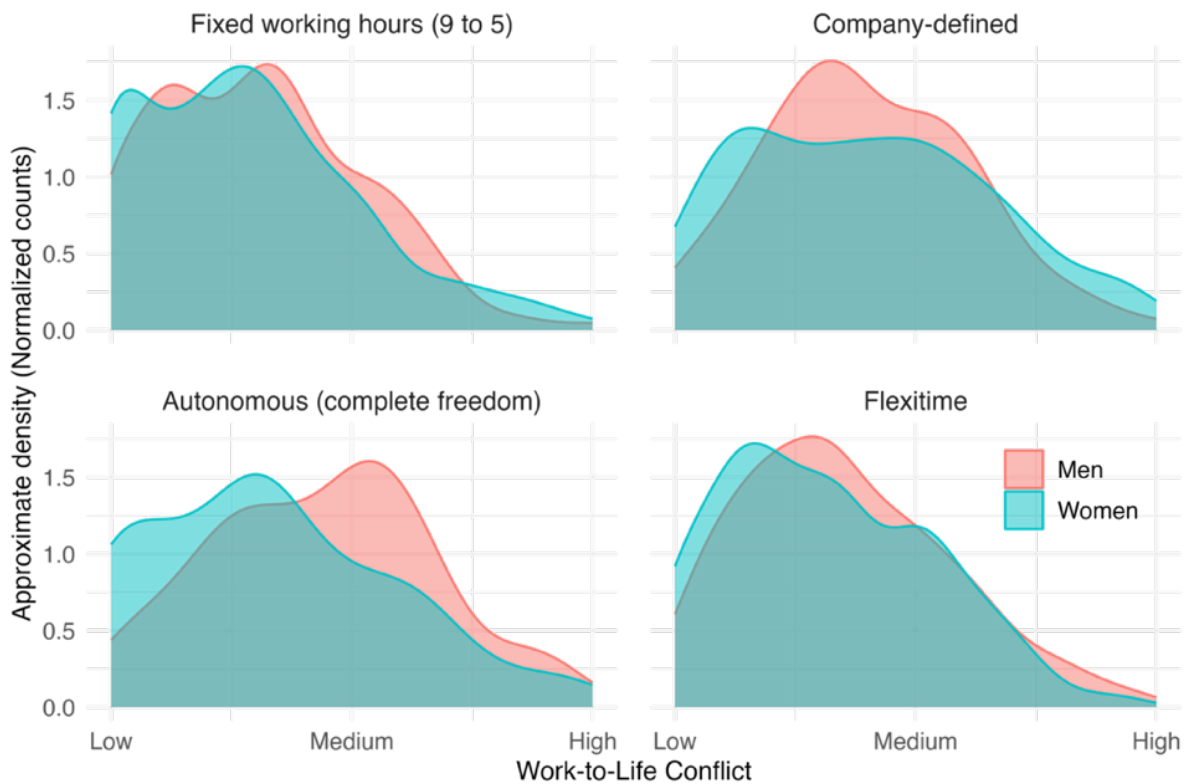 Fixed working hours (9 to 5)
Company-defined
Approximate density (Normalized counts)
1.5
1.0
0.5
0.0
Autonomous (complete freedom)
Flexitime
1.5
1.0
0.5
0.0
Men
Women
Low
Medium
High
Low
Medium
High
Work-to-Life Conflict